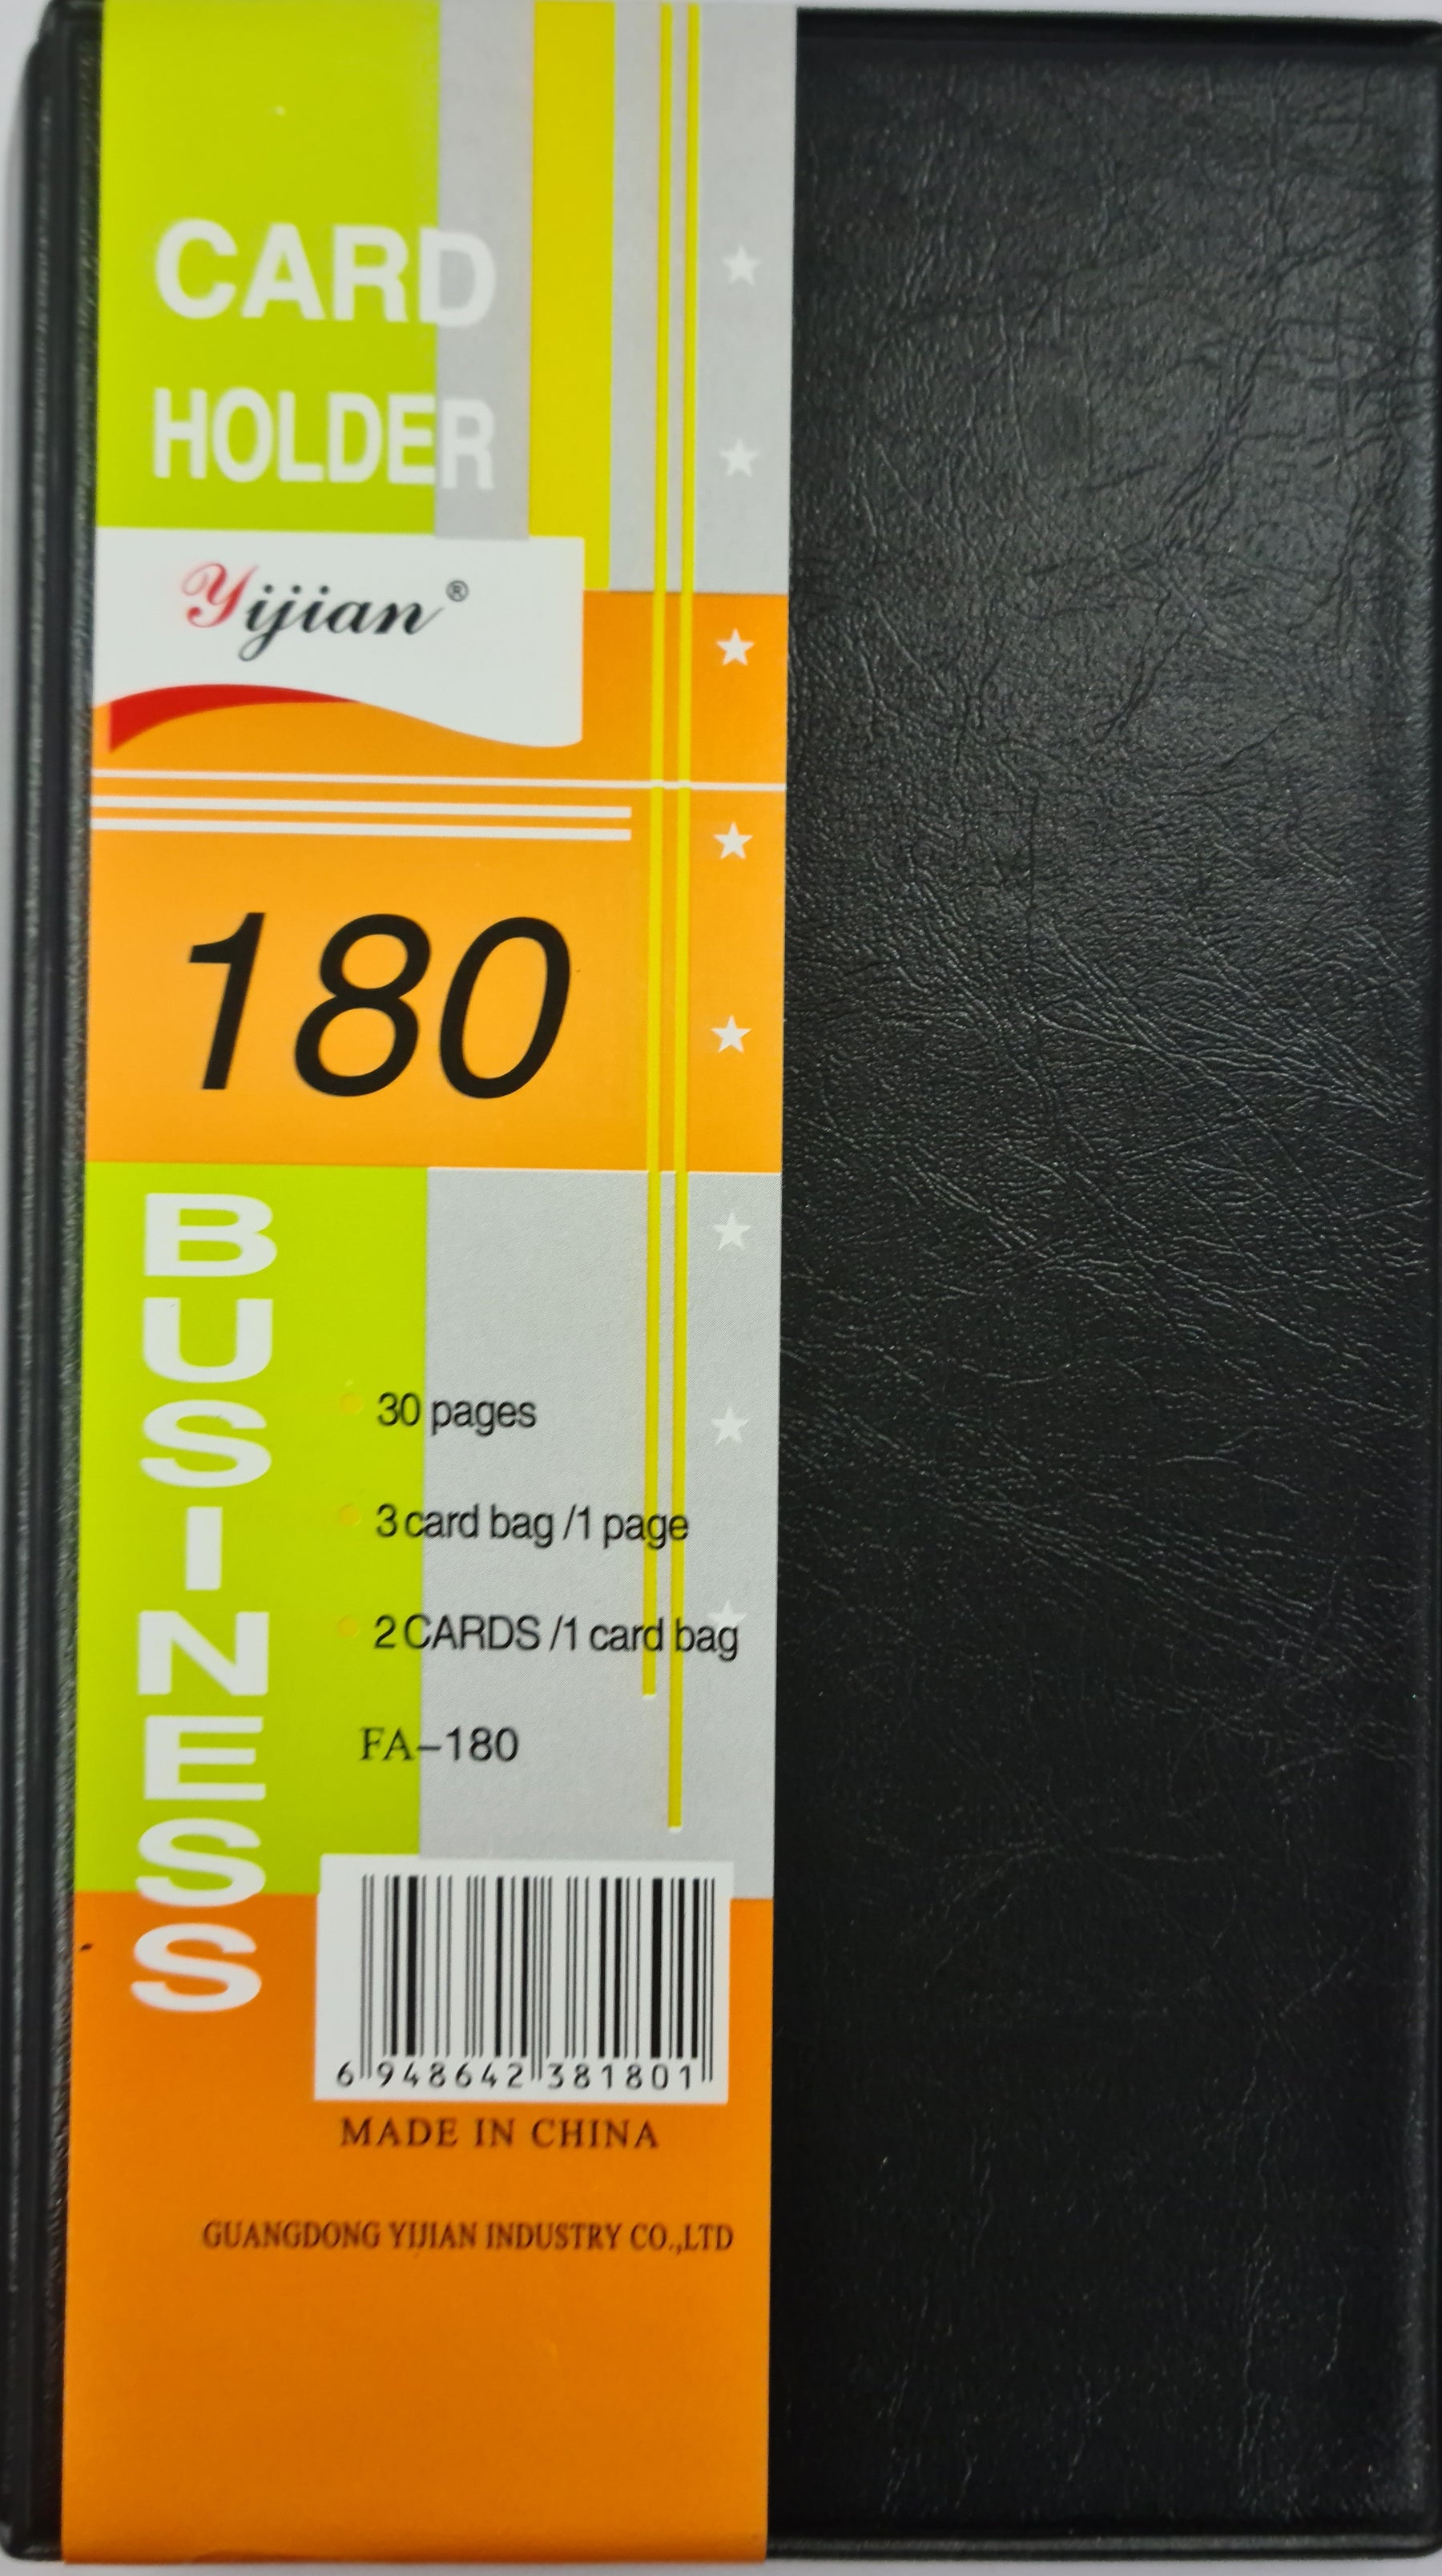 CARD
HOLDER
Yijian®
180
BUSINESS
30 pages
3 card bag /1 page
2 CARDS /1 card bag
FA-180
6 948642 381801
MADE IN CHINA
GUANGDONG YIJIAN INDUSTRY CO.,LTD